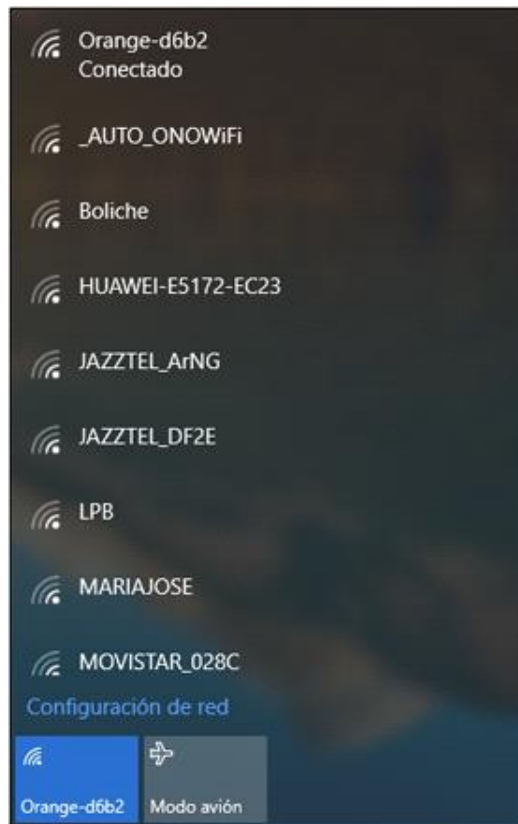 Orange-d6b2
Conectado
_AUTO_ONOWiFi
Boliche
HUAWEI-E5172-EC23
JAZZTEL_ArNG
JAZZTEL_DF2E
LPB
MARIAJOSE
MOVISTAR_028C
Configuración de red
Orange-d6b2 Modo avión